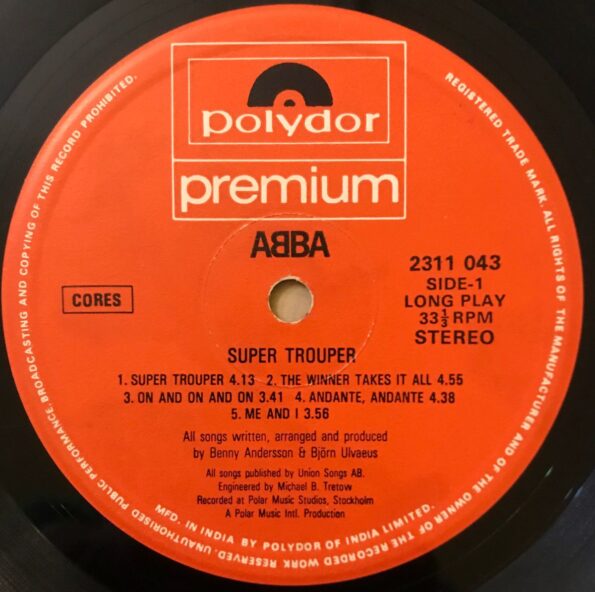 polydor
premium
ABBA
CORES
2311 043
SIDE-1
LONG PLAY
33⅓ RPM
STEREO
SUPER TROUPER
1. SUPER TROUPER 4.13 2. THE WINNER TAKES IT ALL 4.55
3. ON AND ON AND ON 3.41 4. ANDANTE, ANDANTE 4.38
5. ME AND I 3.56
All songs written, arranged and produced
by Benny Andersson & Björn Ulvaeus
All songs published by Union Songs AB.
Engineered by Michael B. Tretow
Recorded at Polar Music Studios, Stockholm
A Polar Music Intl. Production
MFD. IN INDIA BY POLYDOR OF INDIA LIMITED.
REGISTERED TRADE MARK. ALL RIGHTS OF THE MANUFACTURER AND OF THE OWNER OF THE RECORDED WORK RESERVED. UNAUTHORISED PUBLIC PERFORMANCE, BROADCASTING AND COPYING OF THIS RECORD PROHIBITED.